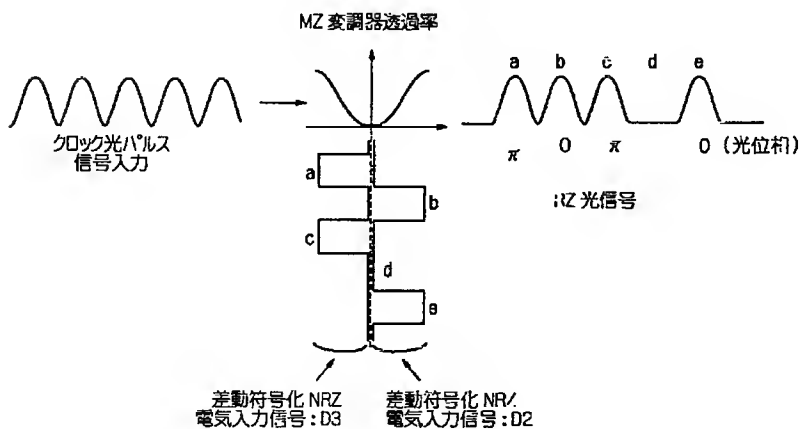 MZ 変調器透過率
a b c d e
クロック光パルス
信号入力
π 0 π 0 (光位相)
RZ 光信号
a
b
c
d
e
差動符号化 NRZ
電気入力信号:D3
差動符号化 NRZ
電気入力信号:D2